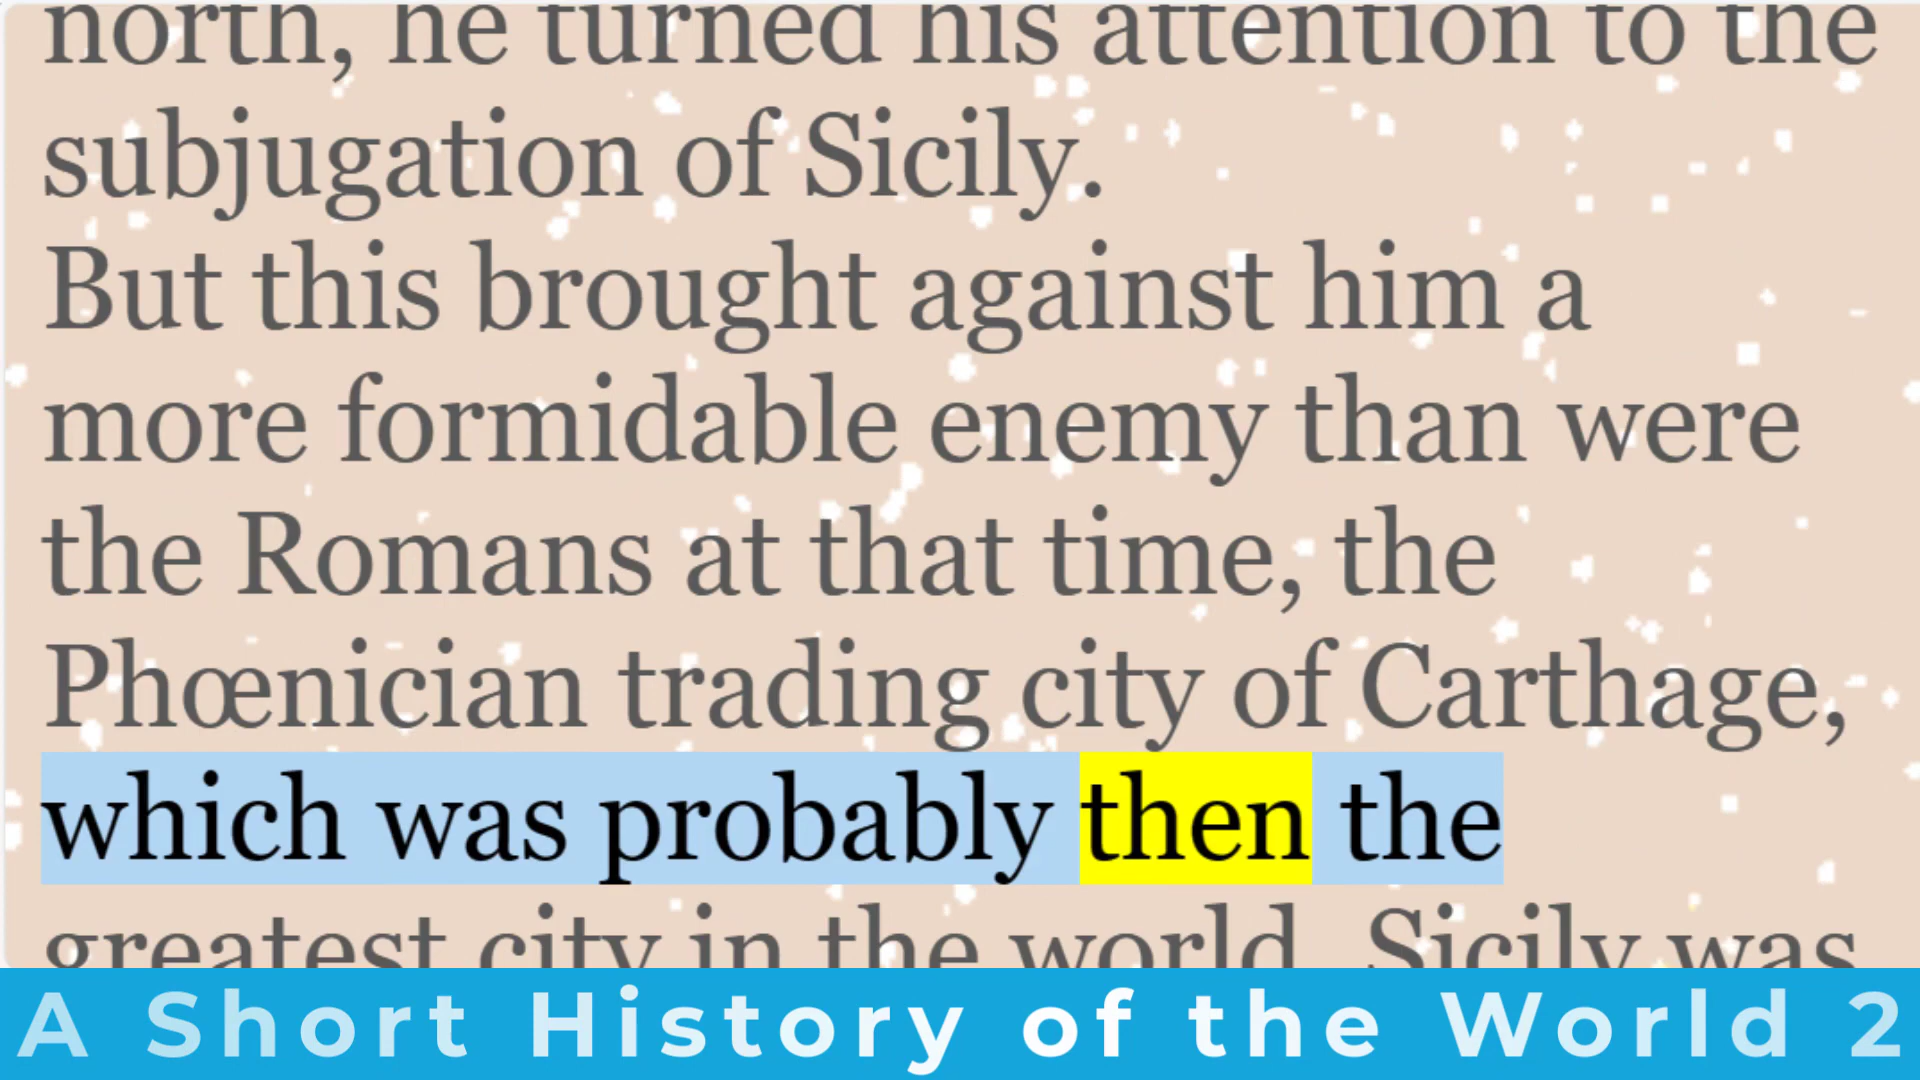 north, he turned his attention to the
subjugation of Sicily.
But this brought against him a
more formidable enemy than were
the Romans at that time, the
Phœnician trading city of Carthage,
which was probably then the
greatest city in the world. Sicily was
A Short History of the World 2